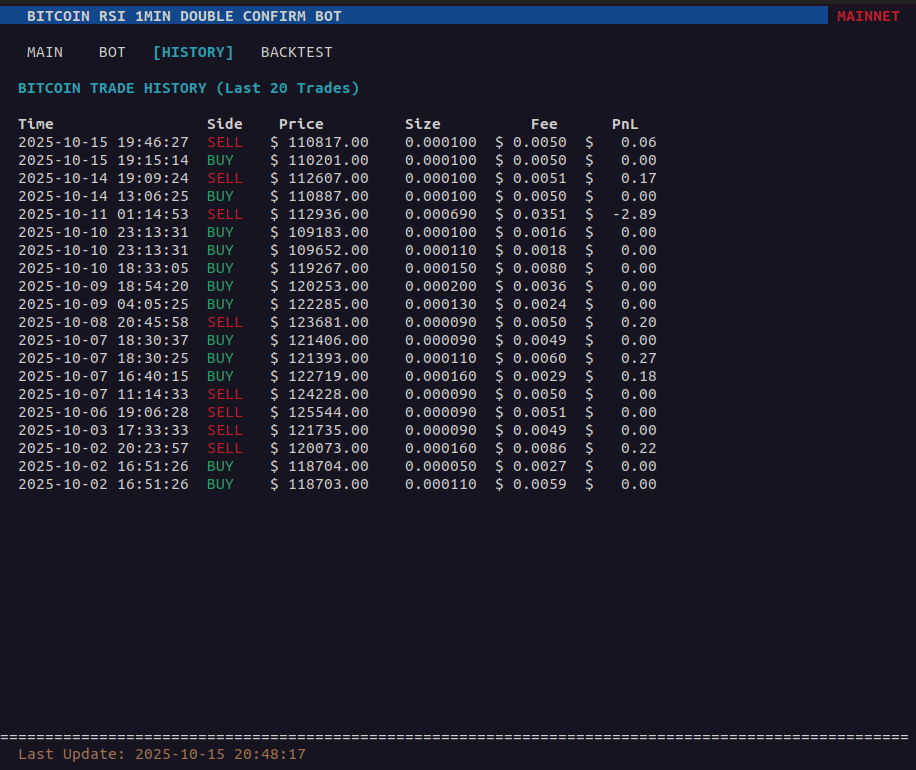 BITCOIN RSI 1MIN DOUBLE CONFIRM BOT MAINNET
MAIN BOT [HISTORY] BACKTEST
BITCOIN TRADE HISTORY (Last 20 Trades)
Time Side Price Size Fee PnL
2025-10-15 19:46:27 SELL $ 110817.00 0.000100 $ 0.0050 $ 0.06
2025-10-15 19:15:14 BUY $ 110201.00 0.000100 $ 0.0050 $ 0.00
2025-10-14 19:09:24 SELL $ 112607.00 0.000100 $ 0.0051 $ 0.17
2025-10-14 13:06:25 BUY $ 110887.00 0.000100 $ 0.0050 $ 0.00
2025-10-11 01:14:53 SELL $ 112936.00 0.000690 $ 0.0351 $ -2.89
2025-10-10 23:13:31 BUY $ 109183.00 0.000100 $ 0.0016 $ 0.00
2025-10-10 23:13:31 BUY $ 109652.00 0.000110 $ 0.0018 $ 0.00
2025-10-10 18:33:05 BUY $ 119267.00 0.000150 $ 0.0080 $ 0.00
2025-10-09 18:54:20 BUY $ 120253.00 0.000200 $ 0.0036 $ 0.00
2025-10-09 04:05:25 BUY $ 122285.00 0.000130 $ 0.0024 $ 0.00
2025-10-08 20:45:58 SELL $ 123681.00 0.000090 $ 0.0050 $ 0.20
2025-10-07 18:30:37 BUY $ 121406.00 0.000090 $ 0.0049 $ 0.00
2025-10-07 18:30:25 BUY $ 121393.00 0.000110 $ 0.0060 $ 0.27
2025-10-07 16:40:15 BUY $ 122719.00 0.000160 $ 0.0029 $ 0.18
2025-10-07 11:14:33 SELL $ 124228.00 0.000090 $ 0.0050 $ 0.00
2025-10-06 19:06:28 SELL $ 125544.00 0.000090 $ 0.0051 $ 0.00
2025-10-03 17:33:33 SELL $ 121735.00 0.000090 $ 0.0049 $ 0.00
2025-10-02 20:23:57 SELL $ 120073.00 0.000160 $ 0.0086 $ 0.22
2025-10-02 16:51:26 BUY $ 118704.00 0.000050 $ 0.0027 $ 0.00
2025-10-02 16:51:26 BUY $ 118703.00 0.000110 $ 0.0059 $ 0.00
=====================================================================================================
Last Update: 2025-10-15 20:48:17